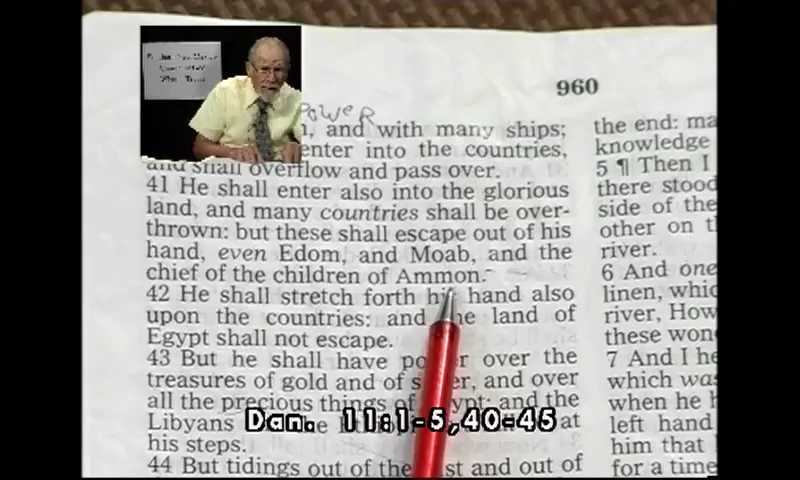 960
POWER
, and with many ships;
enter into the countries,
and shall overflow and pass over.
41 He shall enter also into the glorious
land, and many countries shall be over-
thrown: but these shall escape out of his
hand, even Edom, and Moab, and the
chief of the children of Ammon.
42 He shall stretch forth his hand also
upon the countries: and the land of
Egypt shall not escape.
43 But he shall have power over the
treasures of gold and of silver, and over
all the precious things of Egypt: and the
Libyans at
his steps.
44 But tidings out of the east and out of
the end:
knowledge
5 ¶ Then I
there stood
side of the
other on
river.
6 And one
linen,
river, How
these
7 And I
which was
when he
left hand
him that
for a time
Dan. 11:1-5,40-45